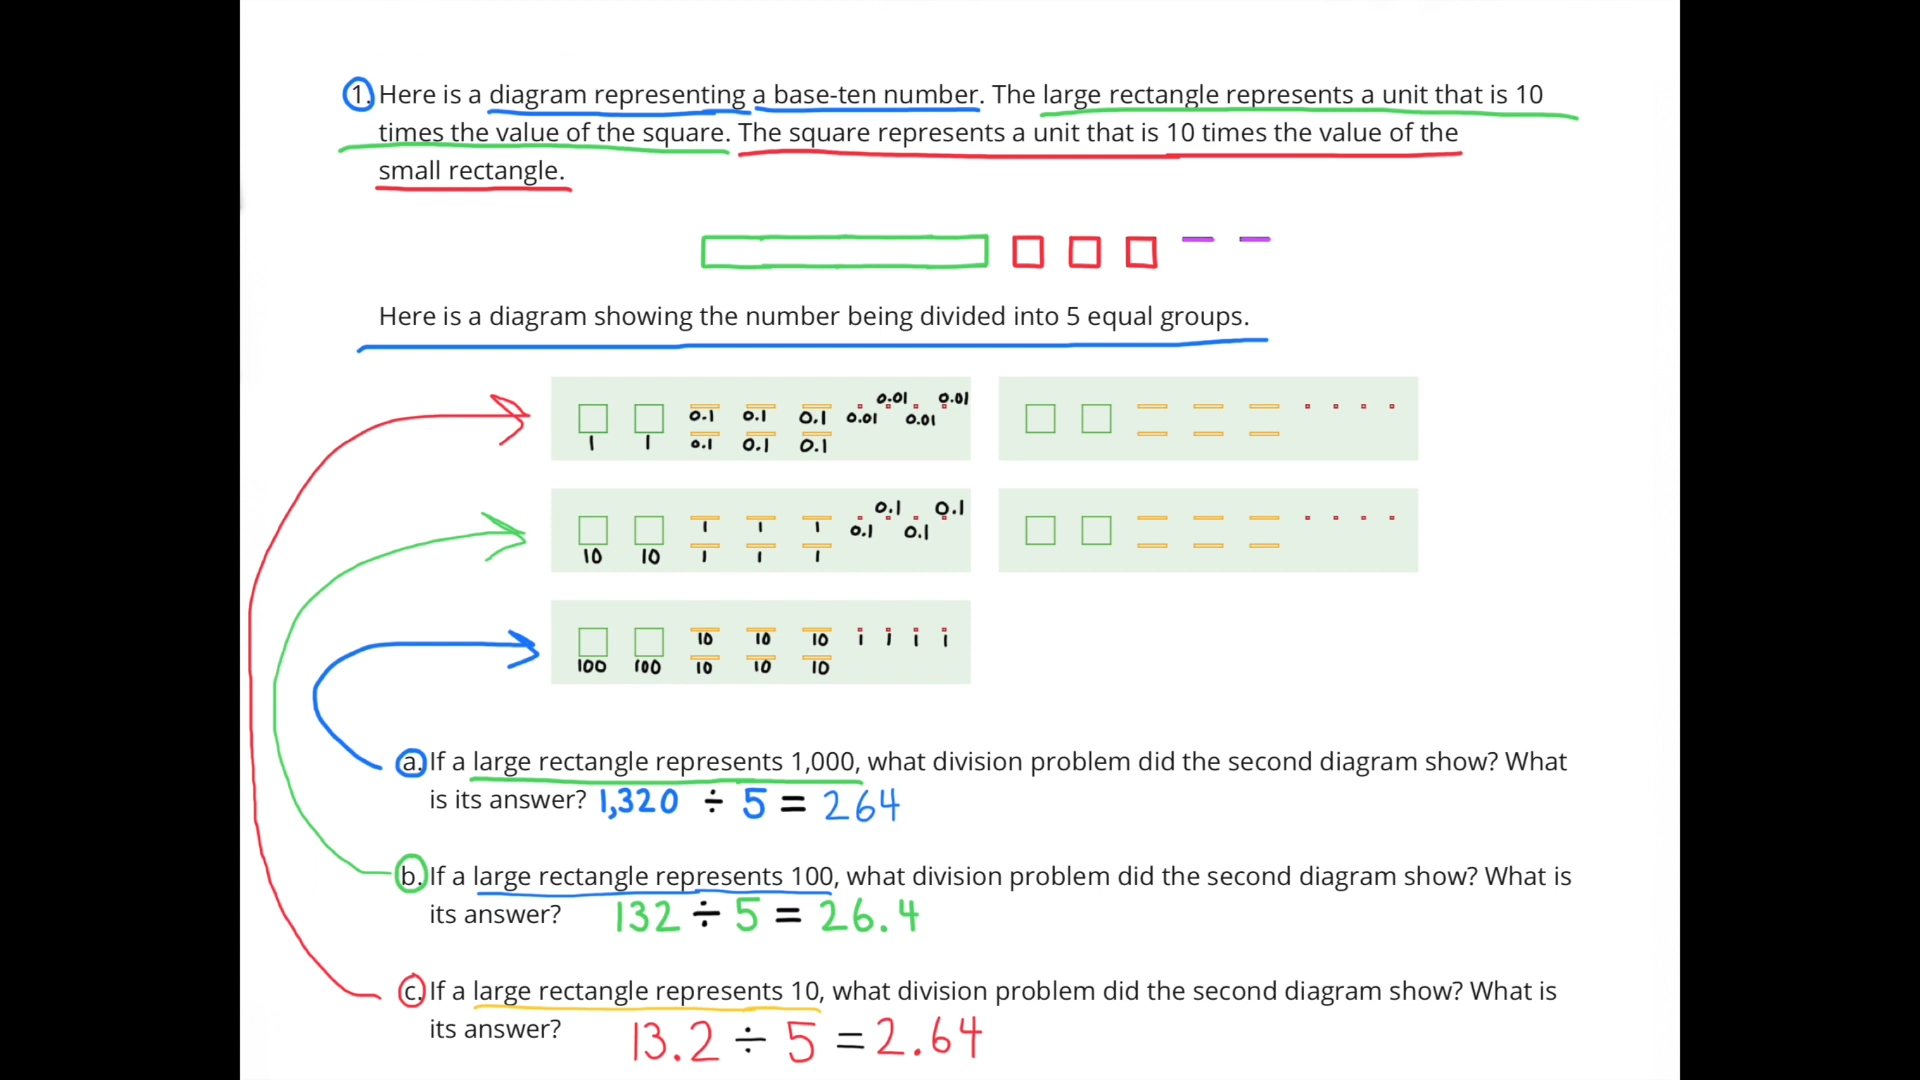 1. Here is a diagram representing a base-ten number. The large rectangle represents a unit that is 10
times the value of the square. The square represents a unit that is 10 times the value of the
small rectangle.
Here is a diagram showing the number being divided into 5 equal groups.
0.01 0.01
0.1 0.1 0.1 0.01 0.01
1 1 0.1 0.1 0.1
0.1 0.1
1 1 1 0.1 0.1
10 10 1 1 1
10 10 10 1 1 1 1
100 100 10 10 10
a. If a large rectangle represents 1,000, what division problem did the second diagram show? What
is its answer? 1,320 ÷ 5 = 264
b. If a large rectangle represents 100, what division problem did the second diagram show? What is
its answer? 132 ÷ 5 = 26.4
c. If a large rectangle represents 10, what division problem did the second diagram show? What is
its answer? 13.2 ÷ 5 = 2.64